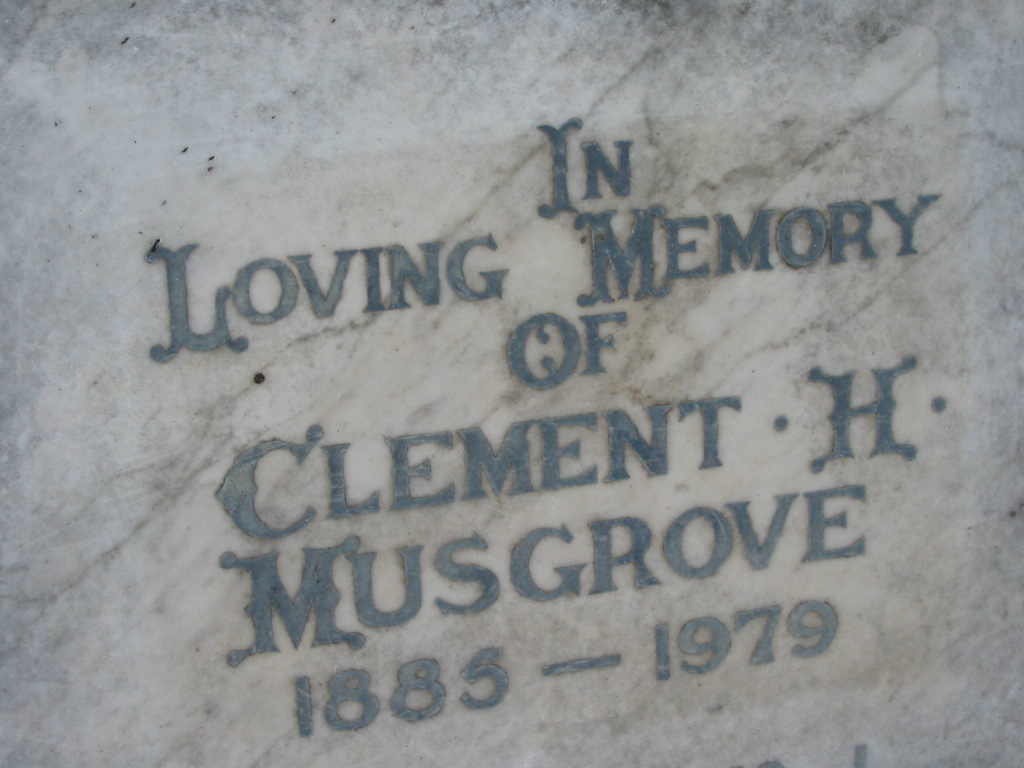 IN
LOVING MEMORY
OF
CLEMENT · H ·
MUSGROVE
1885 — 1979